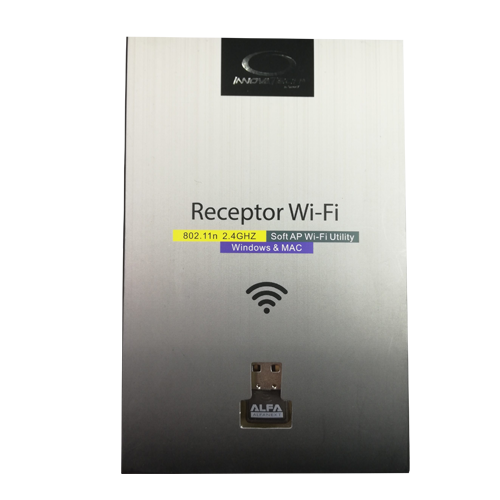 Receptor Wi-Fi
802.11n 2.4GHZ Soft AP Wi-Fi Utility
Windows & MAC
ALFA